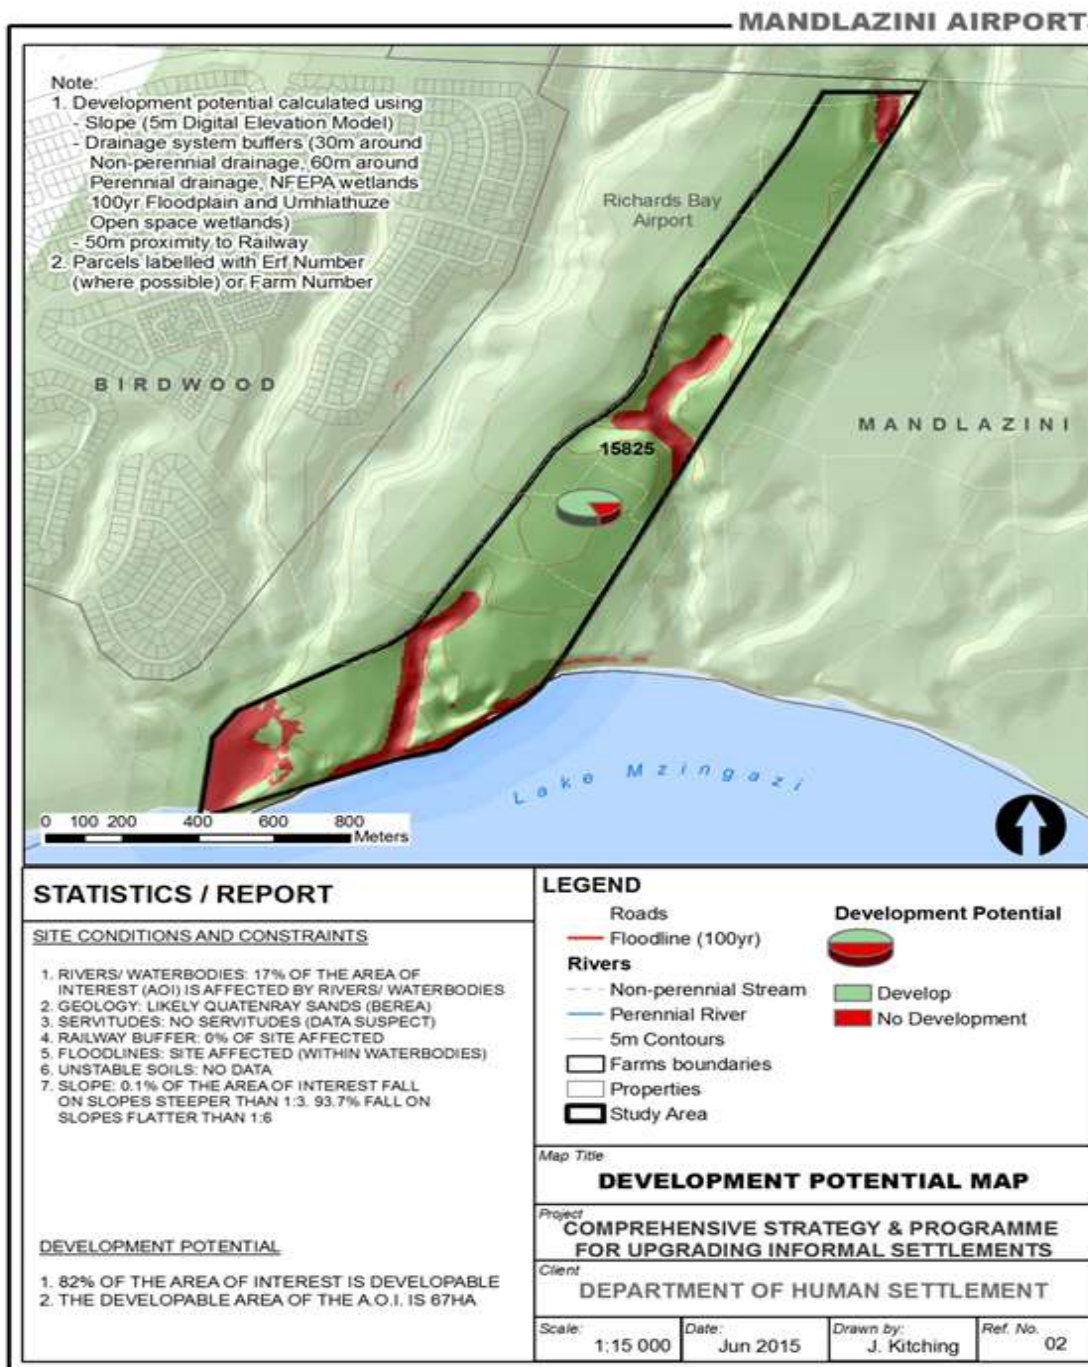 MANDLAZINI AIRPORT
Note:
1. Development potential calculated using
- Slope (5m Digital Elevation Model)
- Drainage system buffers (30m around
Non-perennial drainage, 60m around
Perennial drainage, NFEPA wetlands
100yr Floodplain and Umhlathuze
Open space wetlands)
- 50m proximity to Railway
2. Parcels labelled with Erf Number
(where possible) or Farm Number
Richards Bay
Airport
BIRDWOOD
MANDLAZINI
15825
Lake Mzingazi
0 100 200 400 600 800
Meters
STATISTICS / REPORT
SITE CONDITIONS AND CONSTRAINTS
1. RIVERS/ WATERBODIES: 17% OF THE AREA OF
INTEREST (AOI) IS AFFECTED BY RIVERS/ WATERBODIES
2. GEOLOGY: LIKELY QUATENRAY SANDS (BEREA)
3. SERVITUDES: NO SERVITUDES (DATA SUSPECT)
4. RAILWAY BUFFER: 0% OF SITE AFFECTED
5. FLOODLINES: SITE AFFECTED (WITHIN WATERBODIES)
6. UNSTABLE SOILS: NO DATA
7. SLOPE: 0.1% OF THE AREA OF INTEREST FALL
ON SLOPES STEEPER THAN 1:3. 93.7% FALL ON
SLOPES FLATTER THAN 1:6
DEVELOPMENT POTENTIAL
1. 82% OF THE AREA OF INTEREST IS DEVELOPABLE
2. THE DEVELOPABLE AREA OF THE A.O.I. IS 67HA
LEGEND
Roads
Floodline (100yr)
Rivers
Non-perennial Stream
Perennial River
5m Contours
Farms boundaries
Properties
Study Area
Development Potential
Develop
No Development
Map Title
DEVELOPMENT POTENTIAL MAP
Project
COMPREHENSIVE STRATEGY & PROGRAMME
FOR UPGRADING INFORMAL SETTLEMENTS
Client
DEPARTMENT OF HUMAN SETTLEMENT
Scale: 1:15 000
Date: Jun 2015
Drawn by: J. Kitching
Ref. No. 02